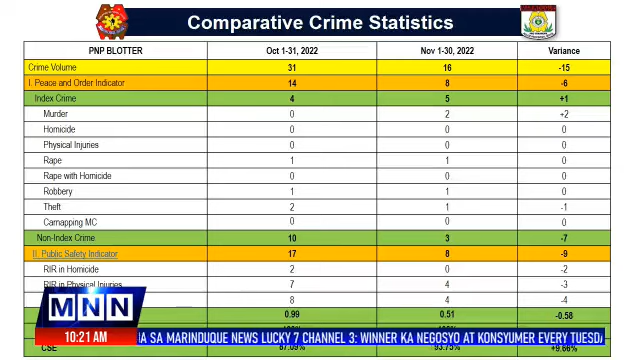 Comparative Crime Statistics
PNP BLOTTER Oct 1-31, 2022 Nov 1-30, 2022 Variance
Crime Volume 31 16 -15
I. Peace and Order Indicator 14 8 -6
Index Crime 4 5 +1
Murder 0 2 +2
Homicide 0 0 0
Physical Injuries 0 0 0
Rape 1 1 0
Rape with Homicide 0 0 0
Robbery 1 1 0
Theft 2 1 -1
Carnapping MC 0 0 0
Non-Index Crime 10 3 -7
II. Public Safety Indicator 17 8 -9
RIR in Homicide 2 0 -2
RIR in Physical Injuries 7 4 -3
8 4 -4
0.99 0.51 -0.58
MNN
10:21 AM
IA SA MARINDUQUE NEWS LUCKY 7 CHANNEL 3: WINNER KA NEGOSYO AT KONSYUMER EVERY TUESDA
CSE 87.09% 93.75% +9.66%